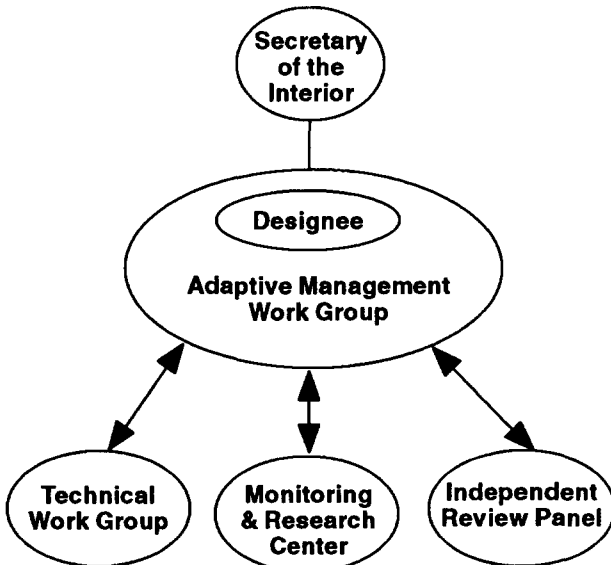 Secretary
of the
Interior
Designee
Adaptive Management
Work Group
Technical
Work Group
Monitoring
& Research
Center
Independent
Review Panel